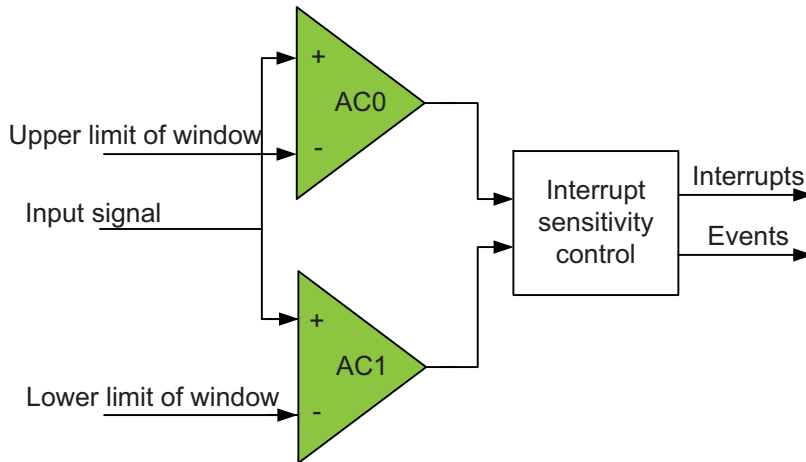 +
AC0
Upper limit of window
-
Input signal
Interrupt
sensitivity
control
Interrupts
Events
+
AC1
Lower limit of window
-